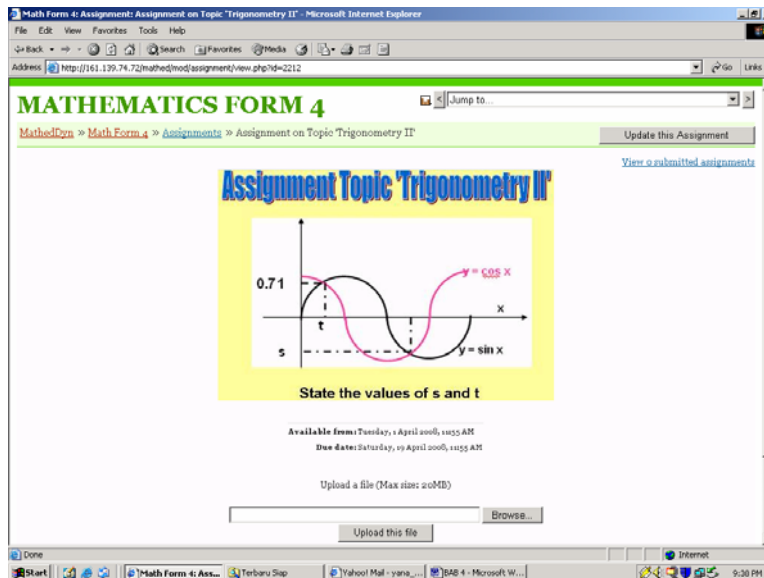 Math Form 4: Assignment: Assignment on Topic 'Trigonometry II' - Microsoft Internet Explorer
File Edit View Favorites Tools Help
Back Search Favorites Media
Address http://161.139.74.72/mathed/mod/assignment/view.php?id=2212 Go Links
MATHEMATICS FORM 4
Jump to...
MathedDyn » Math Form 4 » Assignments » Assignment on Topic 'Trigonometry II'
Update this Assignment
View 0 submitted assignments
Assignment Topic 'Trigonometry II'
y = cos x
0.71
x
t
s
y = sin x
State the values of s and t
Available from: Tuesday, 1 April 2008, 11:55 AM
Due date: Saturday, 19 April 2008, 11:55 AM
Upload a file (Max size: 20MB)
Browse...
Upload this file
Done
Internet
Start
Math Form 4: Ass...
Terbaru Siap
Yahoo! Mail - yana_...
BAB 4 - Microsoft W...
9:30 PM